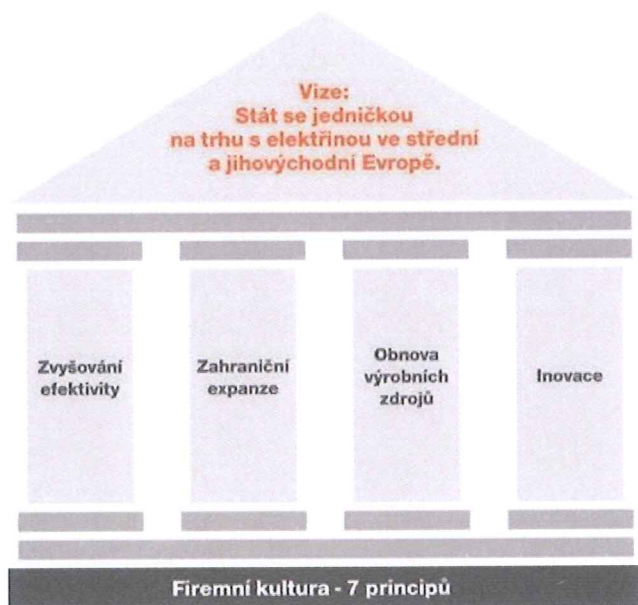 Vize:
Stát se jedničkou
na trhu s elektřinou ve střední
a jihovýchodní Evropě.
Zvyšování
efektivity
Zahraniční
expanze
Obnova
výrobních
zdrojů
Inovace
Firemní kultura - 7 principů